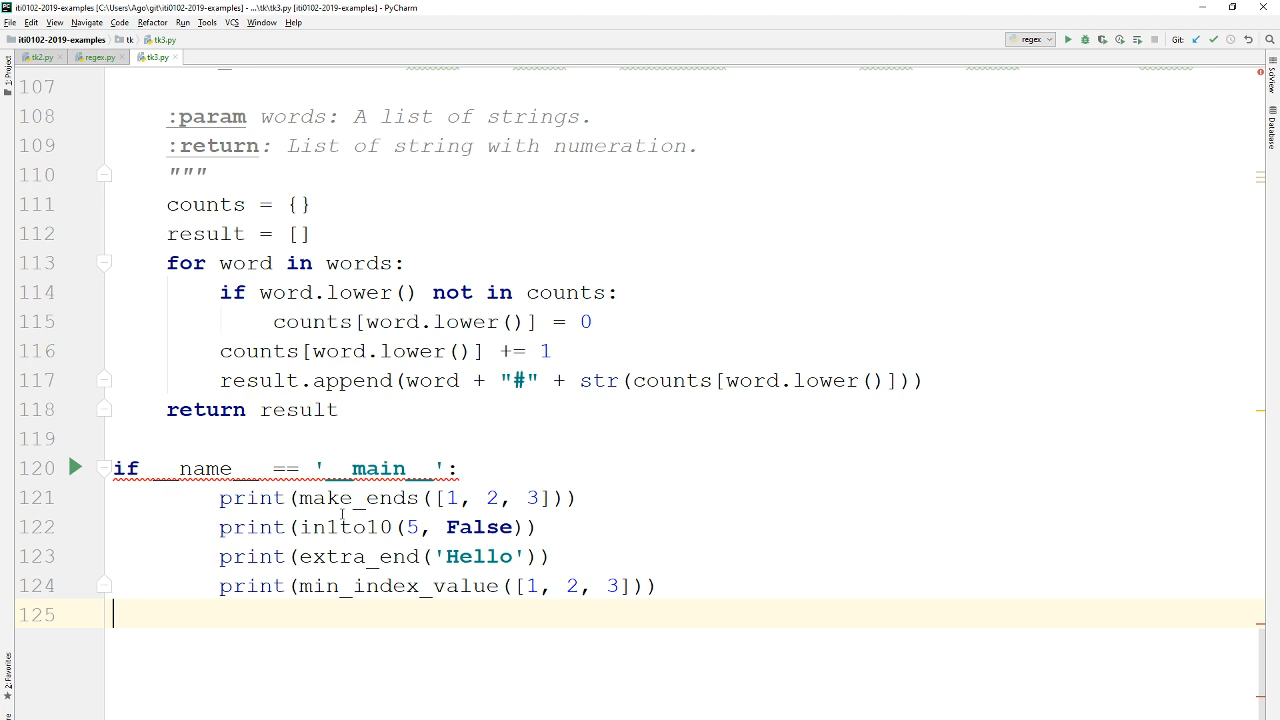 iti0102-2019-examples [C:\Users\Ago\git\iti0102-2019-examples] - ...\tk\tk3.py - PyCharm
File Edit View Navigate Code Refactor Run Tools VCS Window Help
iti0102-2019-examples tk tk3.py regex Git:
tk2.py regex.py tk3.py
1: Project
SciView
Database
107
108 :param words: A list of strings.
109 :return: List of string with numeration.
110 """
111 counts = {}
112 result = []
113 for word in words:
114 if word.lower() not in counts:
115 counts[word.lower()] = 0
116 counts[word.lower()] += 1
117 result.append(word + "#" + str(counts[word.lower()]))
118 return result
119
120 if __name__ == '__main__':
121 print(make_ends([1, 2, 3]))
122 print(in1to10(5, False))
123 print(extra_end('Hello'))
124 print(min_index_value([1, 2, 3]))
125
2: Favorites